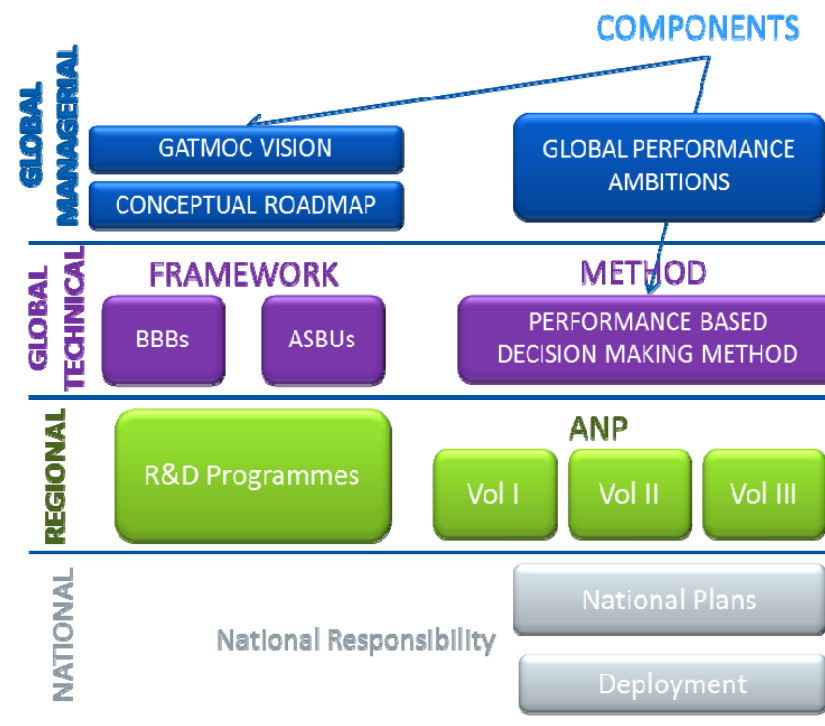 COMPONENTS
GLOBAL
MANAGERIAL
GATMOC VISION
CONCEPTUAL ROADMAP
GLOBAL PERFORMANCE
AMBITIONS
GLOBAL
TECHNICAL
FRAMEWORK
METHOD
BBBs
ASBUs
PERFORMANCE BASED
DECISION MAKING METHOD
REGIONAL
R&D Programmes
ANP
Vol I
Vol II
Vol III
NATIONAL
National Responsibility
National Plans
Deployment